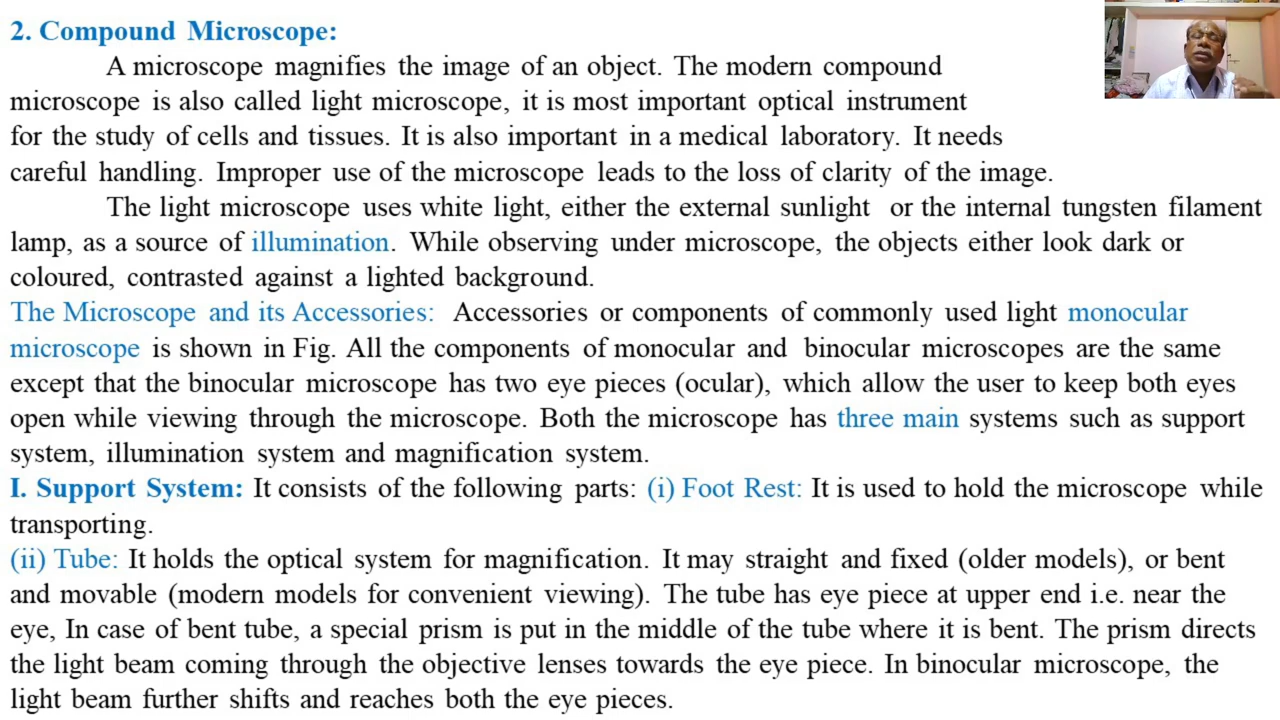 2. Compound Microscope:
A microscope magnifies the image of an object. The modern compound
microscope is also called light microscope, it is most important optical instrument
for the study of cells and tissues. It is also important in a medical laboratory. It needs
careful handling. Improper use of the microscope leads to the loss of clarity of the image.
The light microscope uses white light, either the external sunlight or the internal tungsten filament
lamp, as a source of illumination. While observing under microscope, the objects either look dark or
coloured, contrasted against a lighted background.
The Microscope and its Accessories: Accessories or components of commonly used light monocular
microscope is shown in Fig. All the components of monocular and binocular microscopes are the same
except that the binocular microscope has two eye pieces (ocular), which allow the user to keep both eyes
open while viewing through the microscope. Both the microscope has three main systems such as support
system, illumination system and magnification system.
I. Support System: It consists of the following parts: (i) Foot Rest: It is used to hold the microscope while
transporting.
(ii) Tube: It holds the optical system for magnification. It may straight and fixed (older models), or bent
and movable (modern models for convenient viewing). The tube has eye piece at upper end i.e. near the
eye, In case of bent tube, a special prism is put in the middle of the tube where it is bent. The prism directs
the light beam coming through the objective lenses towards the eye piece. In binocular microscope, the
light beam further shifts and reaches both the eye pieces.